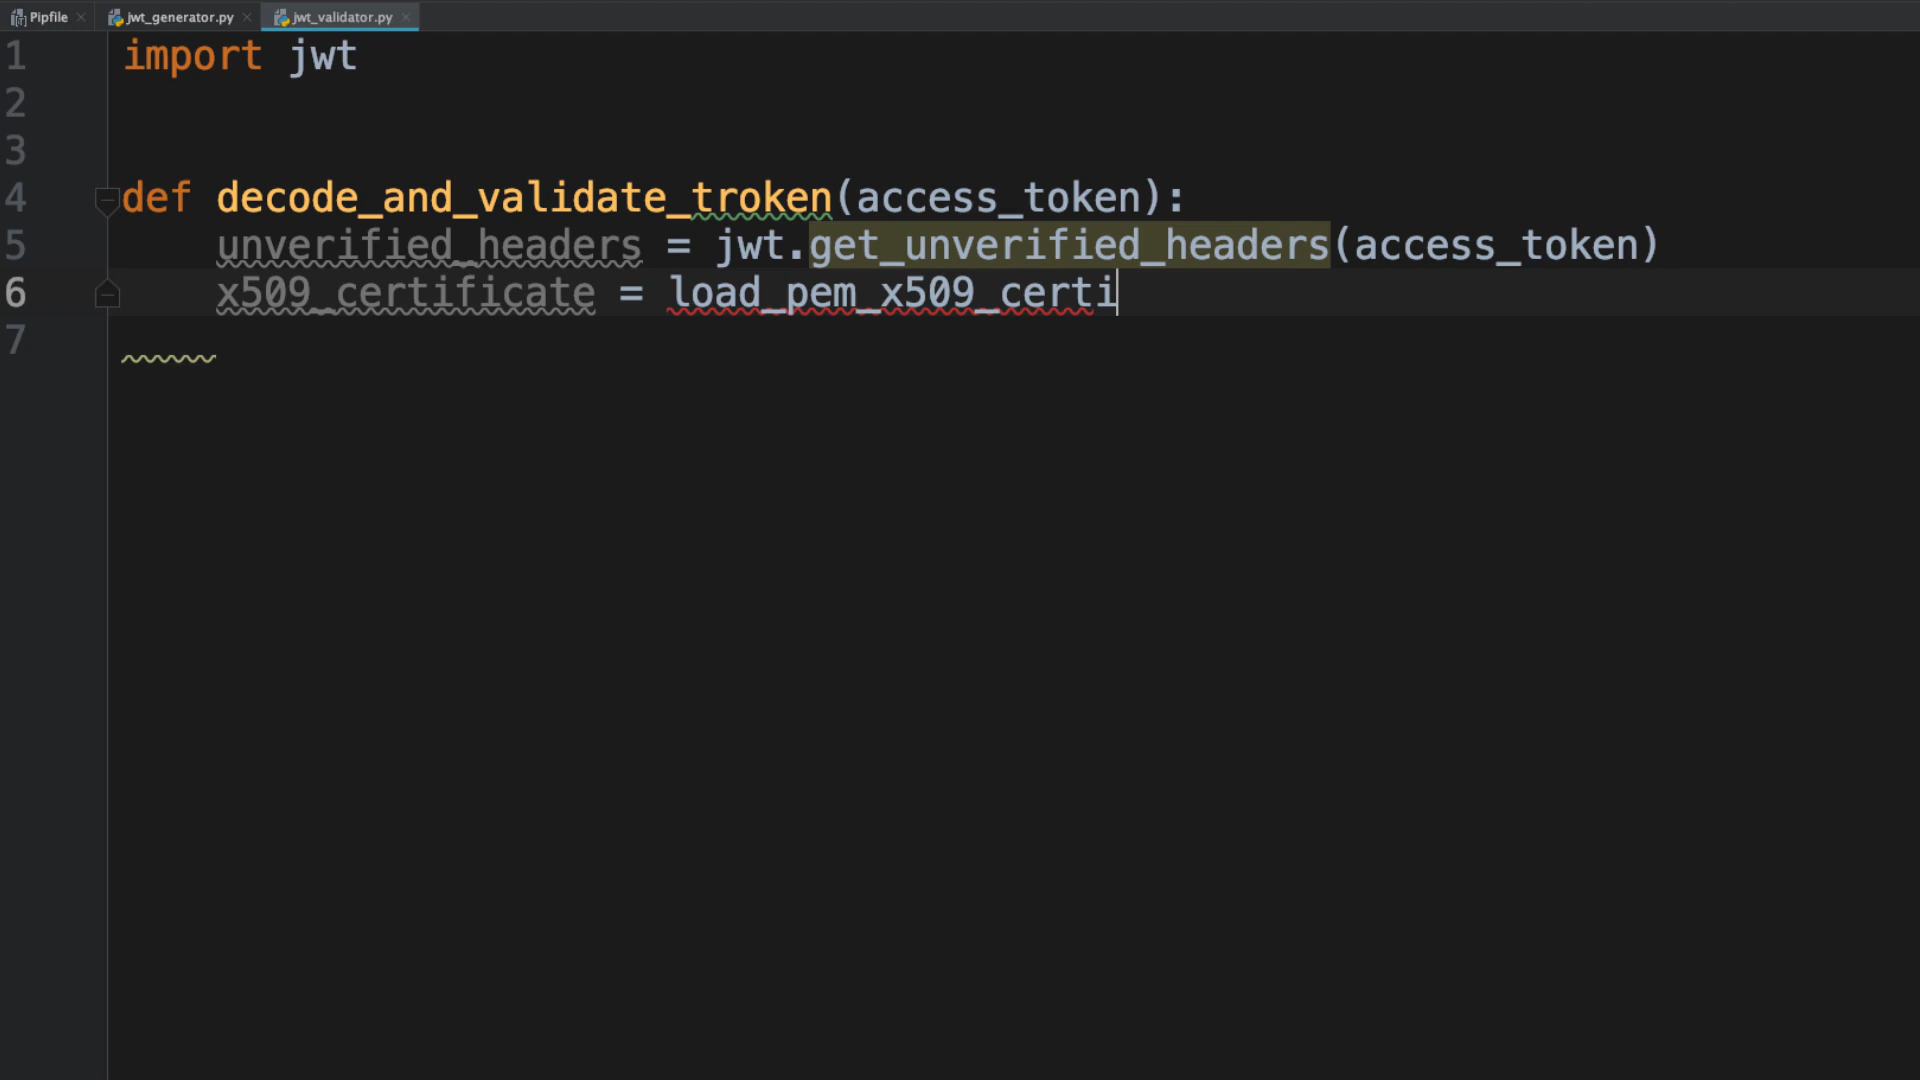 Pipfile jwt_generator.py jwt_validator.py
1 import jwt
2
3
4 def decode_and_validate_troken(access_token):
5 unverified_headers = jwt.get_unverified_headers(access_token)
6 x509_certificate = load_pem_x509_certi
7